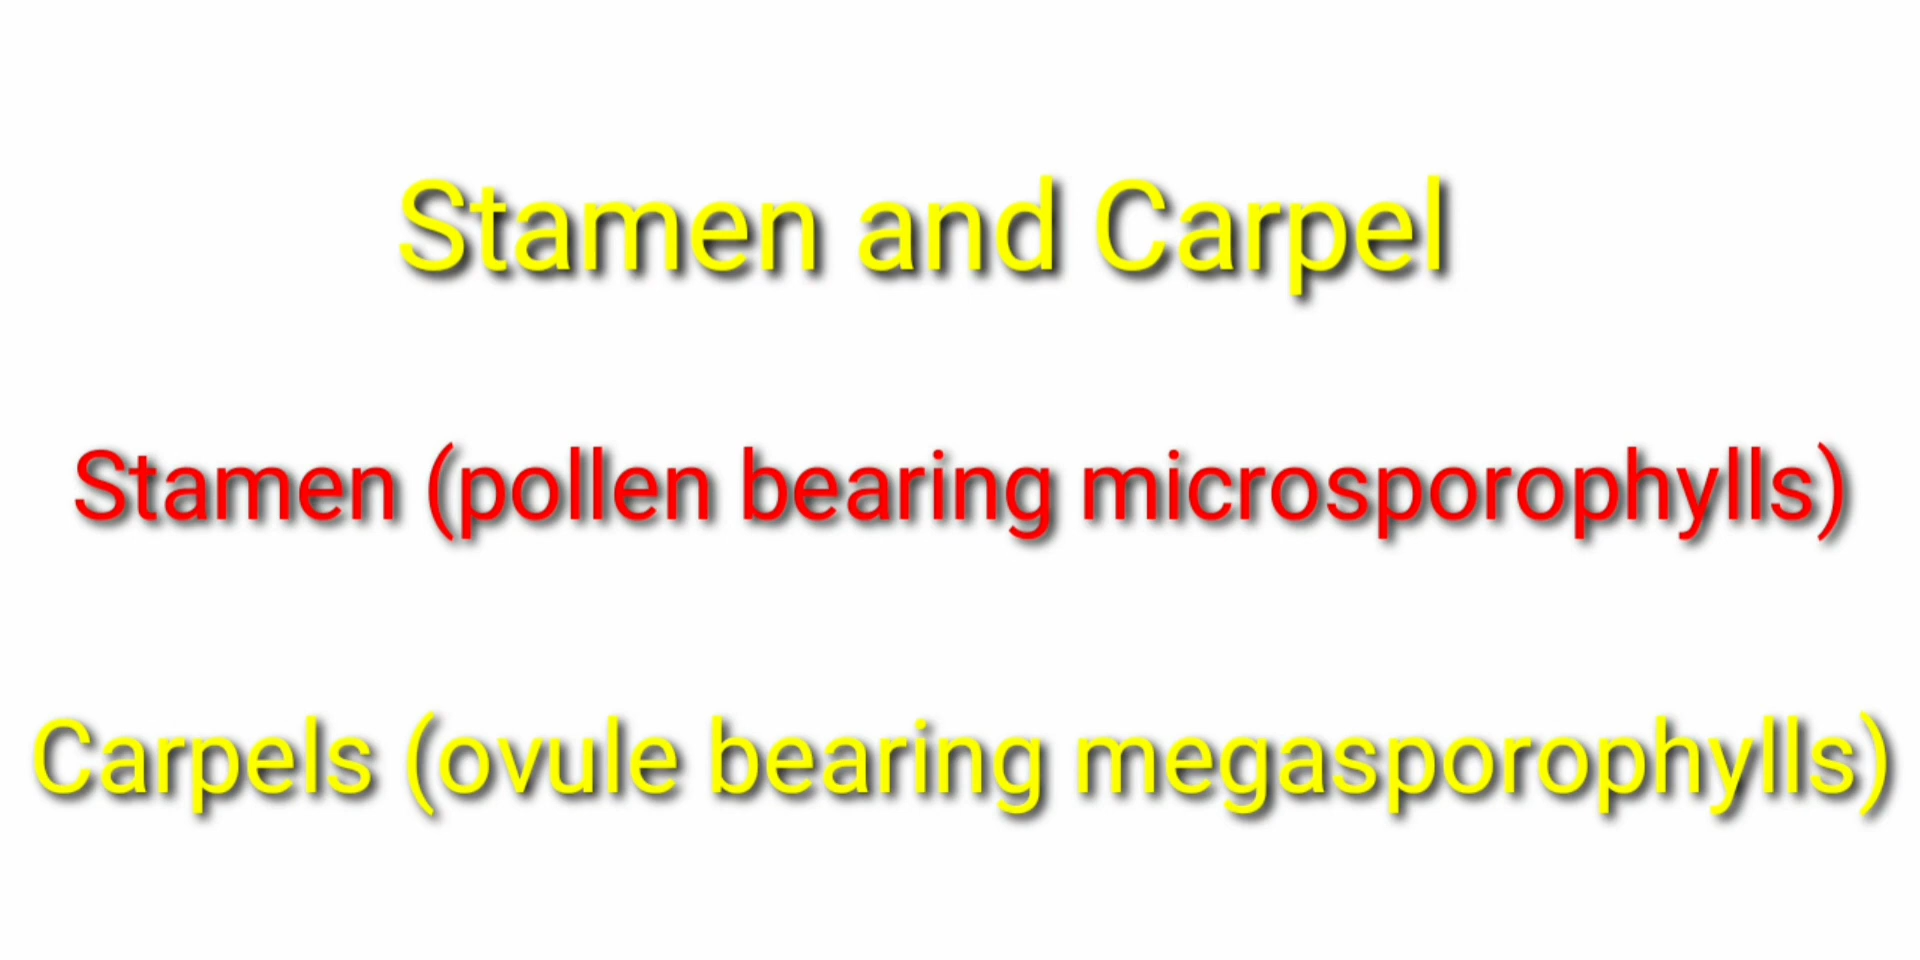 Stamen and Carpel
Stamen (pollen bearing microsporophylls)
Carpels (ovule bearing megasporophylls)